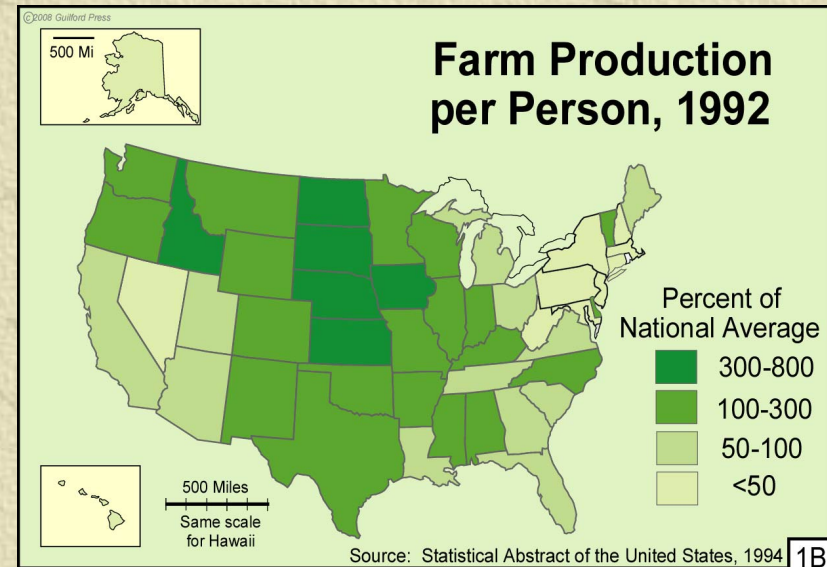 ©2008 Guilford Press
500 Mi
Farm Production
per Person, 1992
Percent of
National Average
300-800
100-300
50-100
<50
500 Miles
Same scale
for Hawaii
Source: Statistical Abstract of the United States, 1994
1B